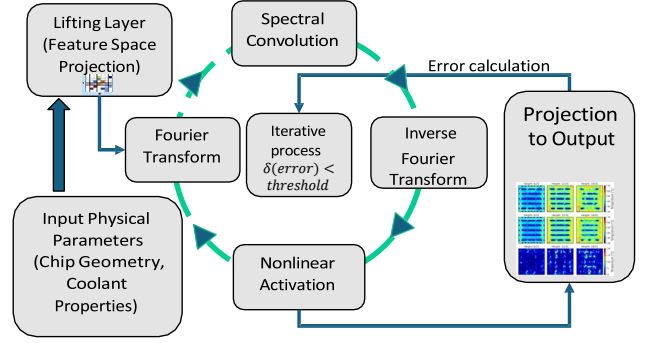 Lifting Layer
(Feature Space
Projection)
Spectral
Convolution
Error calculation
Fourier
Transform
Iterative
process
δ(error) <
threshold
Inverse
Fourier
Transform
Projection
to Output
Input Physical
Parameters
(Chip Geometry,
Coolant
Properties)
Nonlinear
Activation